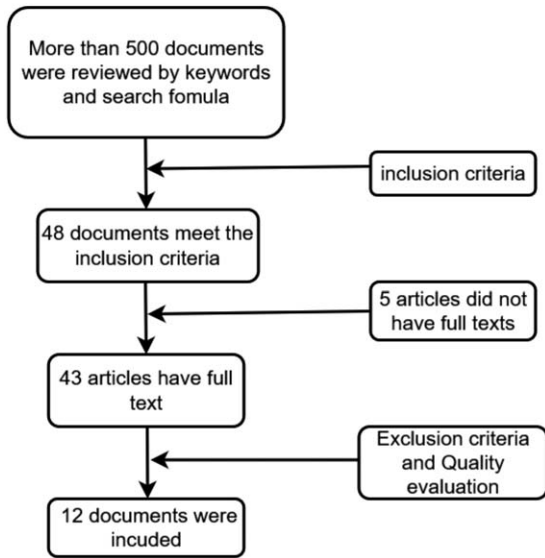 More than 500 documents
were reviewed by keywords
and search fomula
inclusion criteria
48 documents meet the
inclusion criteria
5 articles did not
have full texts
43 articles have full
text
Exclusion criteria
and Quality
evaluation
12 documents were
incuded